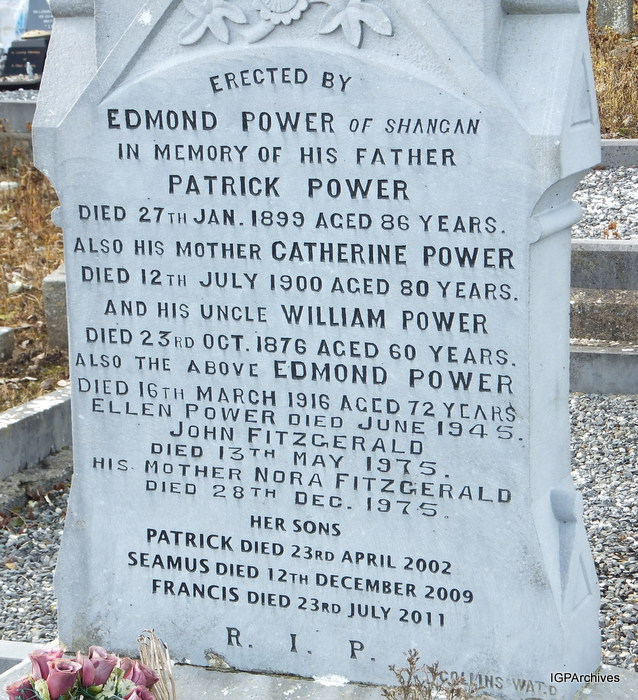 ERECTED BY
EDMOND POWER OF SHANGAN
IN MEMORY OF HIS FATHER
PATRICK POWER
DIED 27TH JAN. 1899 AGED 86 YEARS.
ALSO HIS MOTHER CATHERINE POWER
DIED 12TH JULY 1900 AGED 80 YEARS.
AND HIS UNCLE WILLIAM POWER
DIED 23RD OCT. 1876 AGED 60 YEARS.
ALSO THE ABOVE EDMOND POWER
DIED 16TH MARCH 1916 AGED 72 YEARS
ELLEN POWER DIED JUNE 1945.
JOHN FITZGERALD
DIED 13TH MAY 1975.
HIS MOTHER NORA FITZGERALD
DIED 28TH DEC. 1975.
HER SONS
PATRICK DIED 23RD APRIL 2002
SEAMUS DIED 12TH DECEMBER 2009
FRANCIS DIED 23RD JULY 2011
R. I. P.
COLLINS WAT.D
IGPArchives